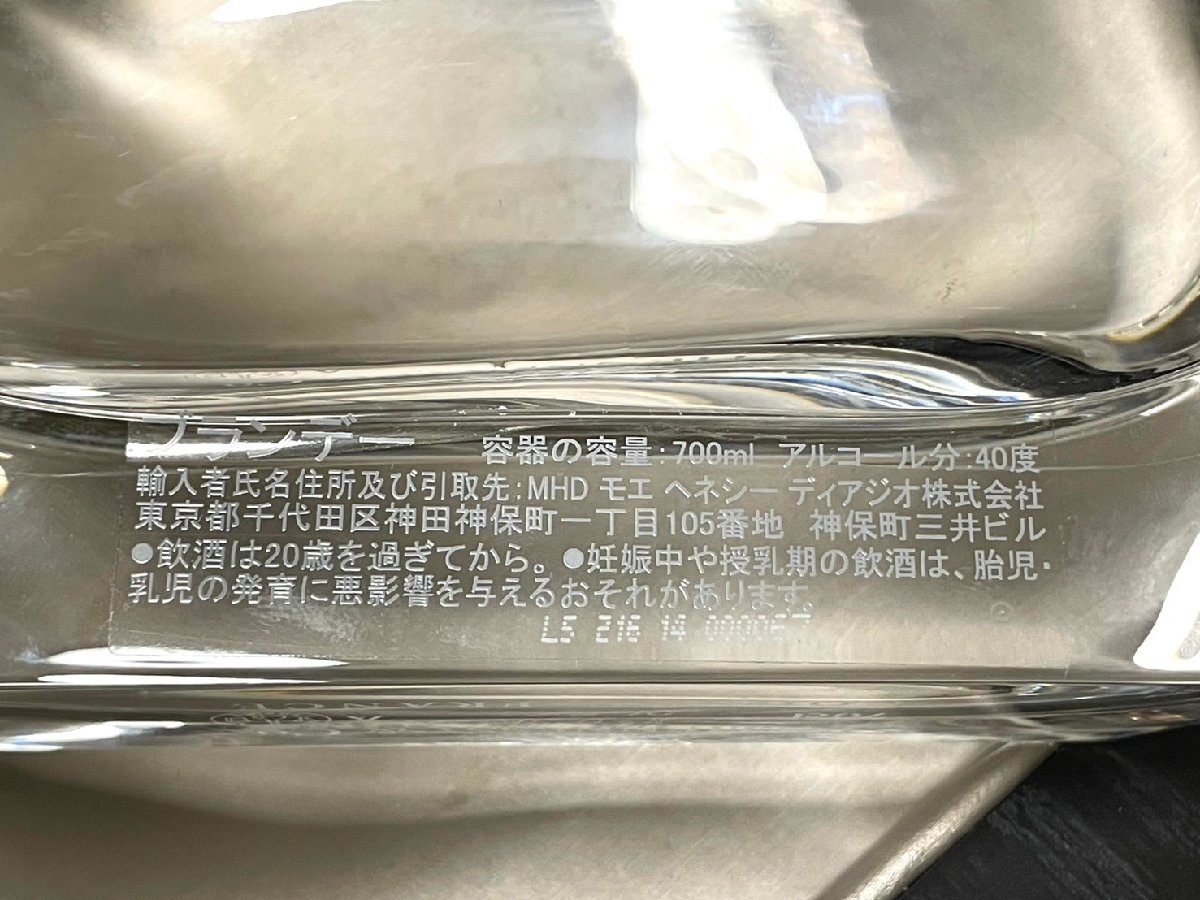 ブランデー 容器の容量:700ml アルコール分:40度
輸入者氏名住所及び引取先:MHD モエ ヘネシー ディアジオ株式会社
東京都千代田区神田神保町一丁目105番地 神保町三井ビル
●飲酒は20歳を過ぎてから。●妊娠中や授乳期の飲酒は、胎児・
乳児の発育に悪影響を与えるおそれがあります。